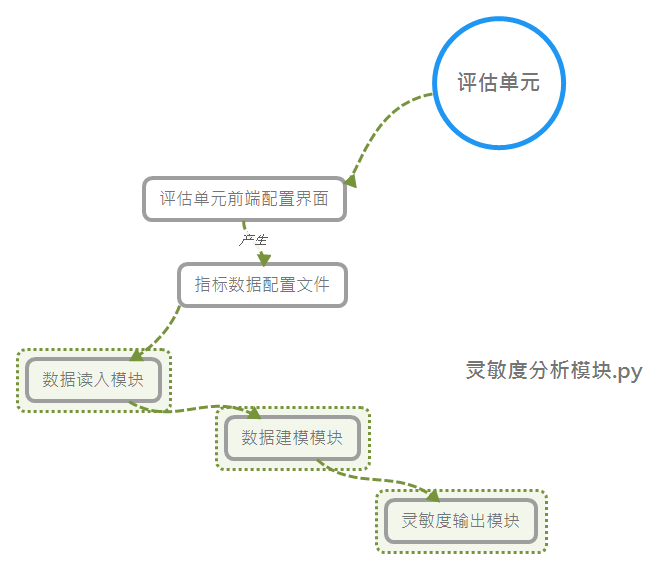 评估单元
评估单元前端配置界面
产生
指标数据配置文件
数据读入模块
灵敏度分析模块.py
数据建模模块
灵敏度输出模块